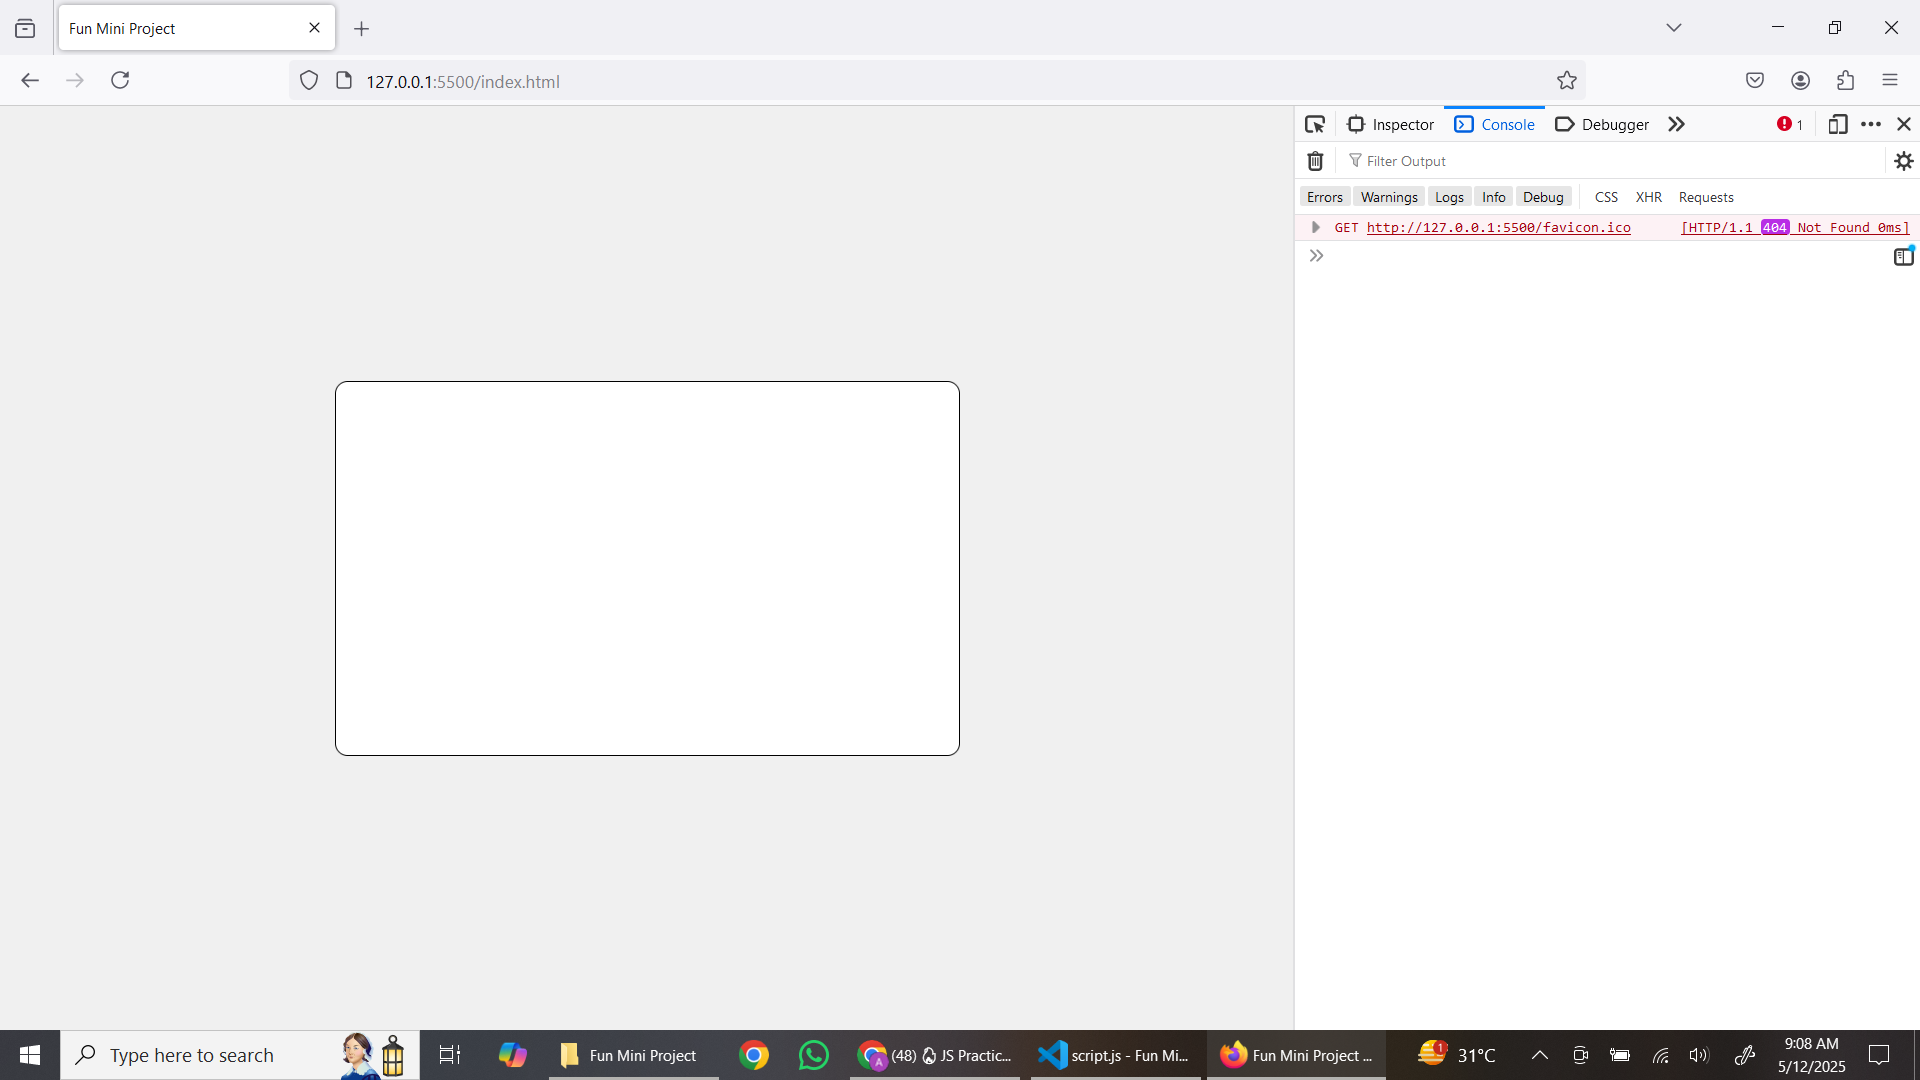 Fun Mini Project
127.0.0.1:5500/index.html
Inspector Console Debugger 1
Filter Output
Errors Warnings Logs Info Debug CSS XHR Requests
GET http://127.0.0.1:5500/favicon.ico [HTTP/1.1 404 Not Found 0ms]
Type here to search
Fun Mini Project
A
(48) JS Practic...
script.js - Fun Mi...
Fun Mini Project ...
1
31°C
9:08 AM
5/12/2025